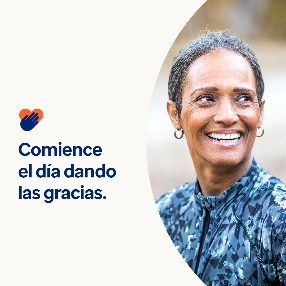 Comience
el día dando
las gracias.